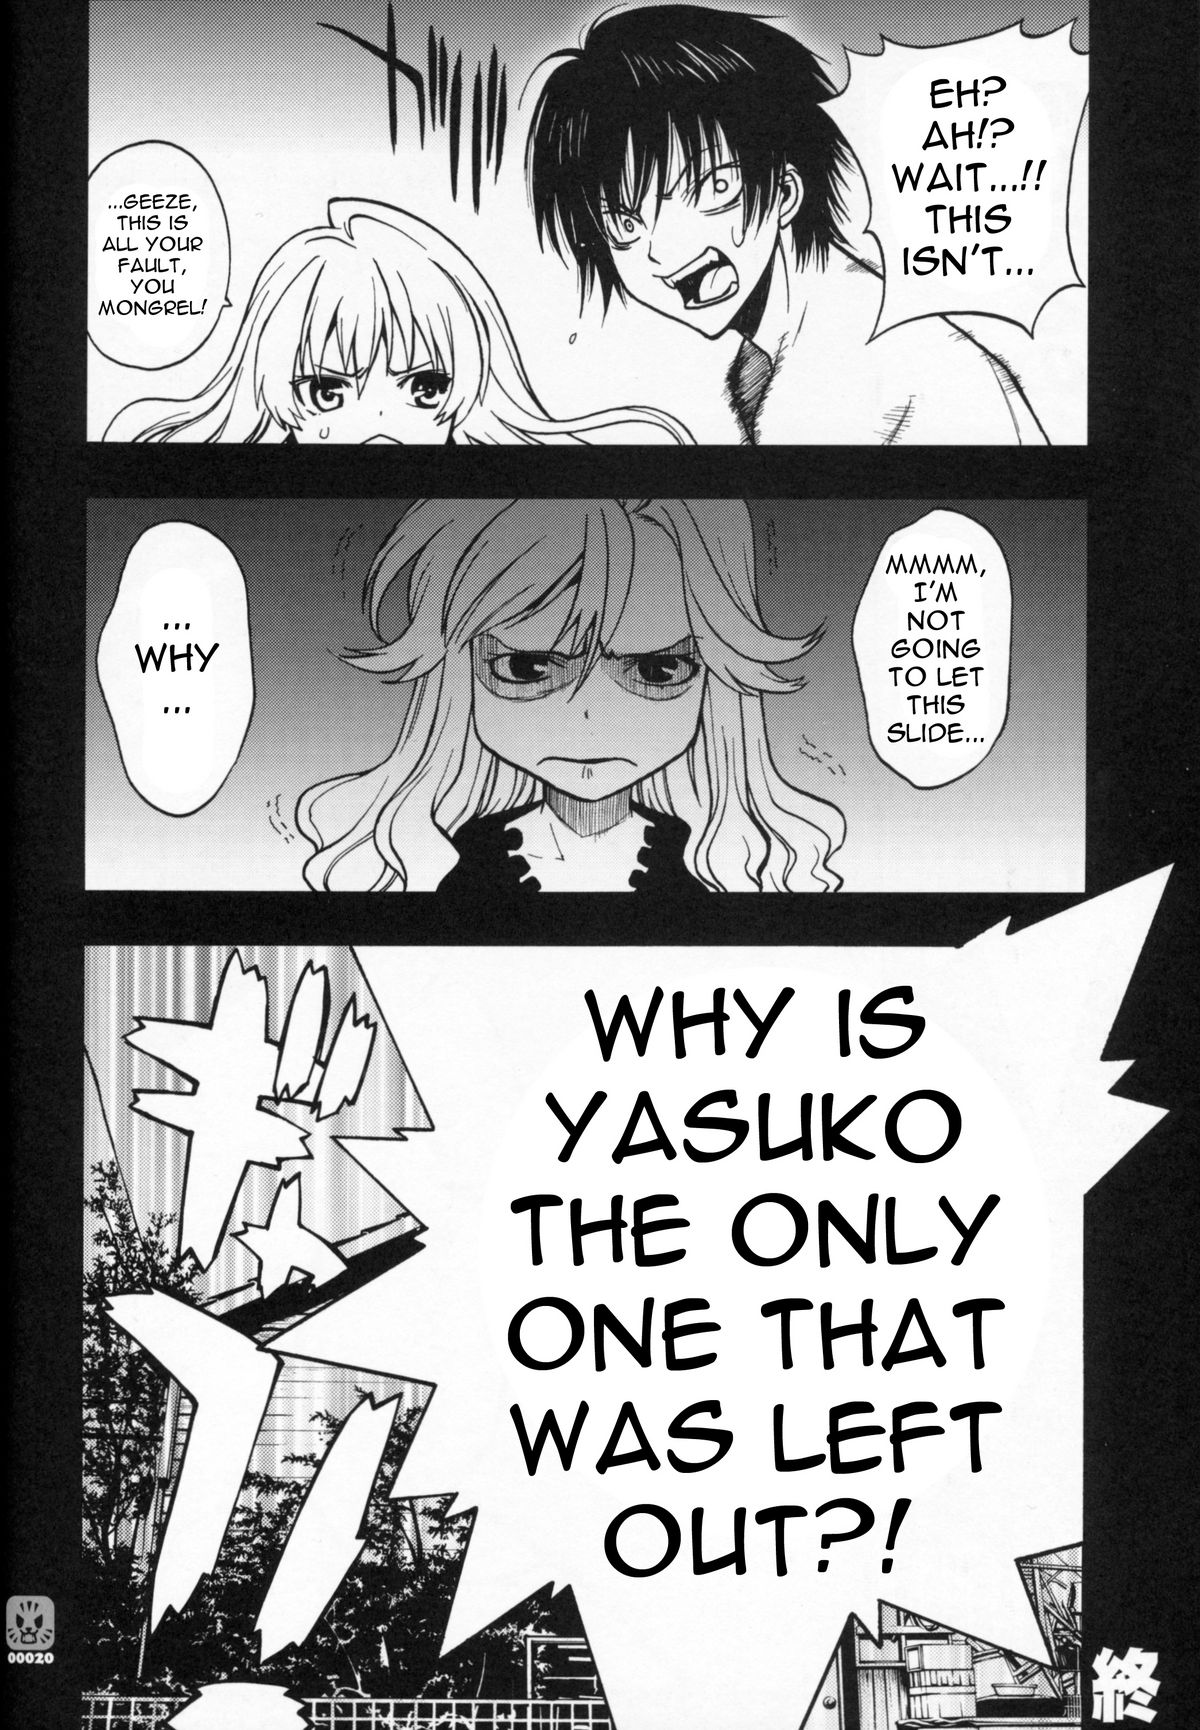 EH?
AH!?
WAIT...!!
THIS
ISN'T...
...GEEZE,
THIS IS
ALL YOUR
FAULT,
YOU
MONGREL!
MMMM,
I'M
NOT
GOING
TO LET
THIS
SLIDE...
...
WHY
...
WHY IS
YASUKO
THE ONLY
ONE THAT
WAS LEFT
OUT?!
終
00020